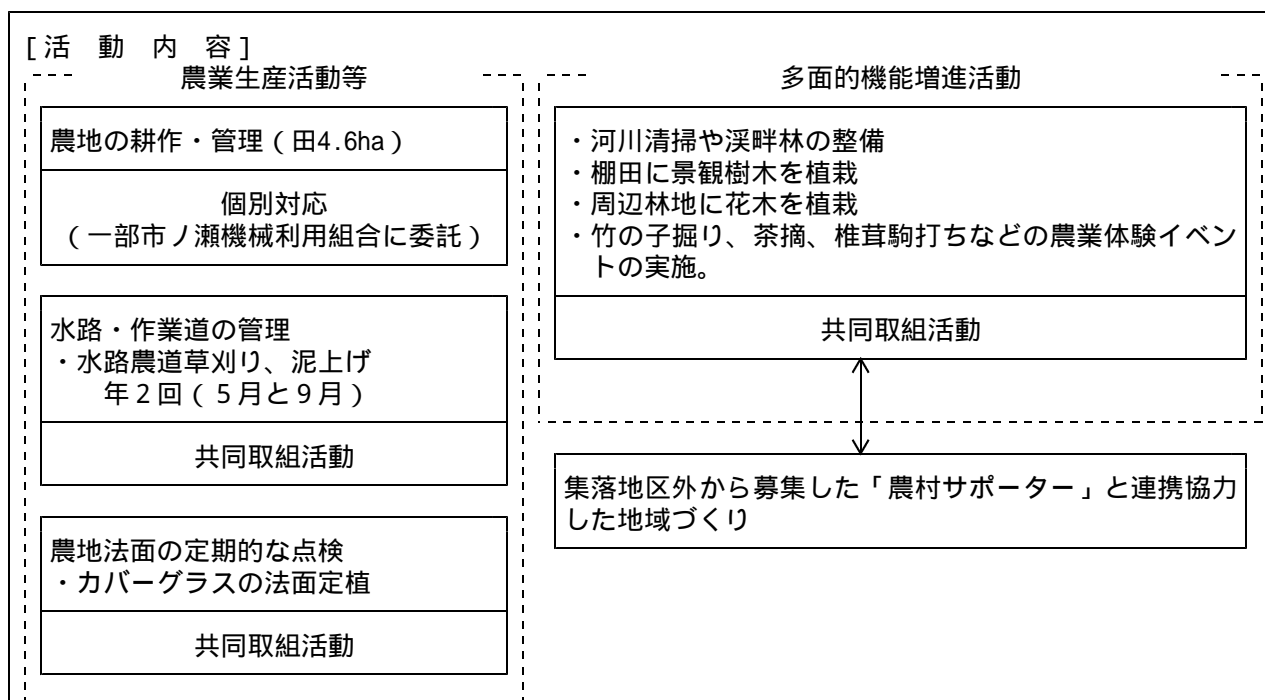 [活　動　内　容]
農業生産活動等
農地の耕作・管理（田4.6ha）
個別対応
（一部市ノ瀬機械利用組合に委託）
水路・作業道の管理
・水路農道草刈り、泥上げ
年２回（５月と９月）
共同取組活動
農地法面の定期的な点検
・カバーグラスの法面定植
共同取組活動
多面的機能増進活動
・河川清掃や渓畔林の整備
・棚田に景観樹木を植栽
・周辺林地に花木を植栽
・竹の子掘り、茶摘、椎茸駒打ちなどの農業体験イベン
トの実施。
共同取組活動
集落地区外から募集した「農村サポーター」と連携協力
した地域づくり